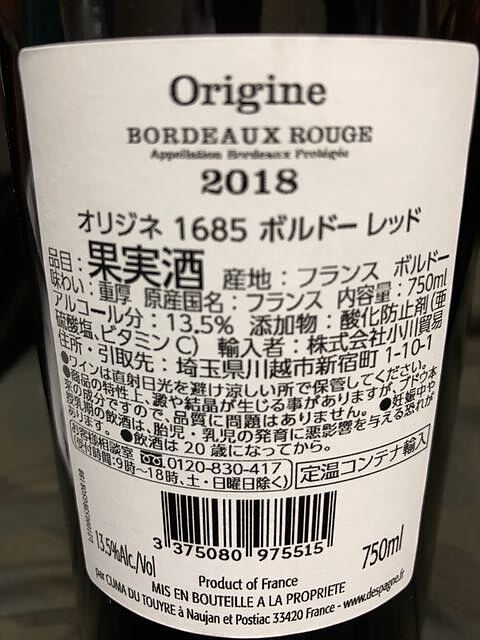 Origine
BORDEAUX ROUGE
Appellation Bordeaux Protégée
2018
オリジネ 1685 ボルドー レッド
品目：果実酒 産地：フランス ボルドー
味わい：重厚 原産国名：フランス 内容量：750ml
アルコール分：13.5% 添加物：酸化防止剤(亜
硫酸塩、ビタミンC) 輸入者：株式会社小川貿易
住所・引取先：埼玉県川越市新宿町 1-10-1
●ワインは直射日光を避け涼しい所で保管してください。
●商品の特性上、澱や結晶が生じる事がありますが、ブドウ本
来の成分ですので、品質に問題はありません。●妊娠中や
授乳期の飲酒は、胎児・乳児の発育に悪影響を与える恐れが
あります。 ●飲酒は20歳になってから。
お客様相談室 0120-830-417
(受付時間:9時〜18時、土・日曜日除く)
定温コンテナ輸入
13.5%Alc./Vol
3 375080 975515
750ml
Product of France
MIS EN BOUTEILLE A LA PROPRIETE
par CUMA DU TOUYRE à Naujan et Postiac 33420 France - www.despagne.fr